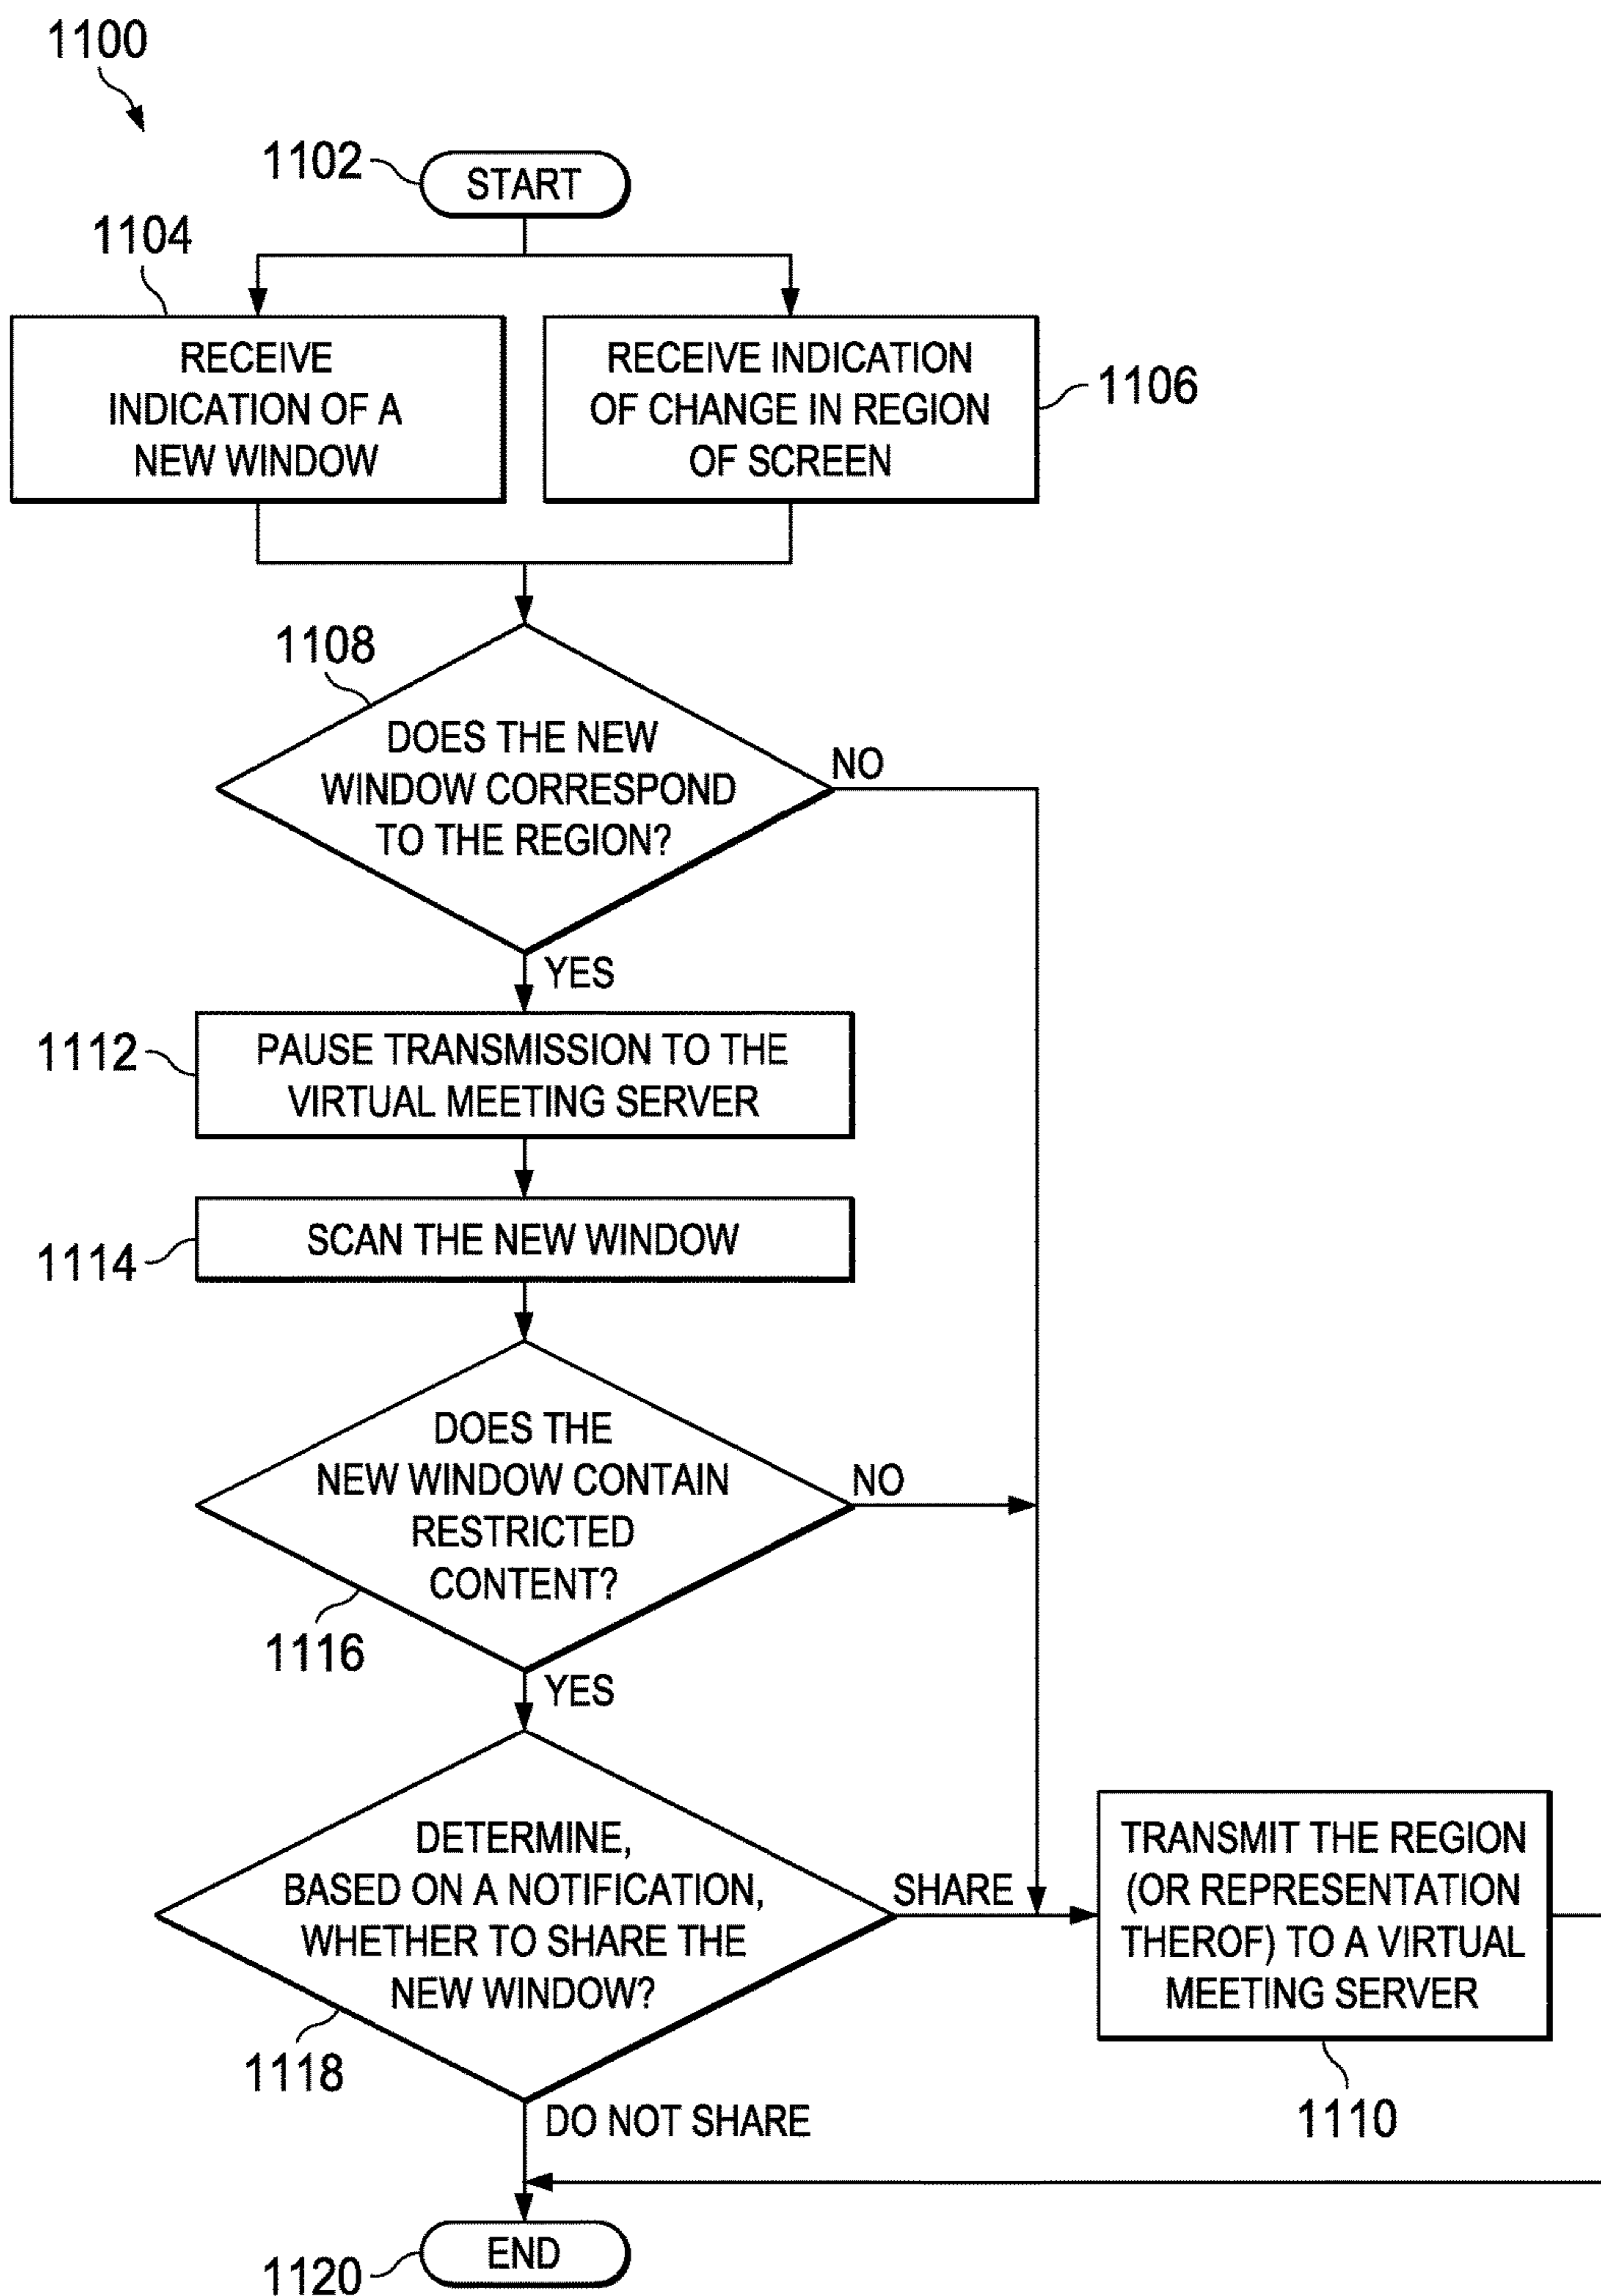 1100
1102
START
1104
RECEIVE
INDICATION OF A
NEW WINDOW
RECEIVE INDICATION
OF CHANGE IN REGION
OF SCREEN
1106
1108
DOES THE NEW
WINDOW CORRESPOND
TO THE REGION?
NO
YES
1112
PAUSE TRANSMISSION TO THE
VIRTUAL MEETING SERVER
1114
SCAN THE NEW WINDOW
DOES THE
NEW WINDOW CONTAIN
RESTRICTED
CONTENT?
NO
1116
YES
DETERMINE,
BASED ON A NOTIFICATION,
WHETHER TO SHARE THE
NEW WINDOW?
SHARE
TRANSMIT THE REGION
(OR REPRESENTATION
THEROF) TO A VIRTUAL
MEETING SERVER
1118
1110
DO NOT SHARE
END
1120